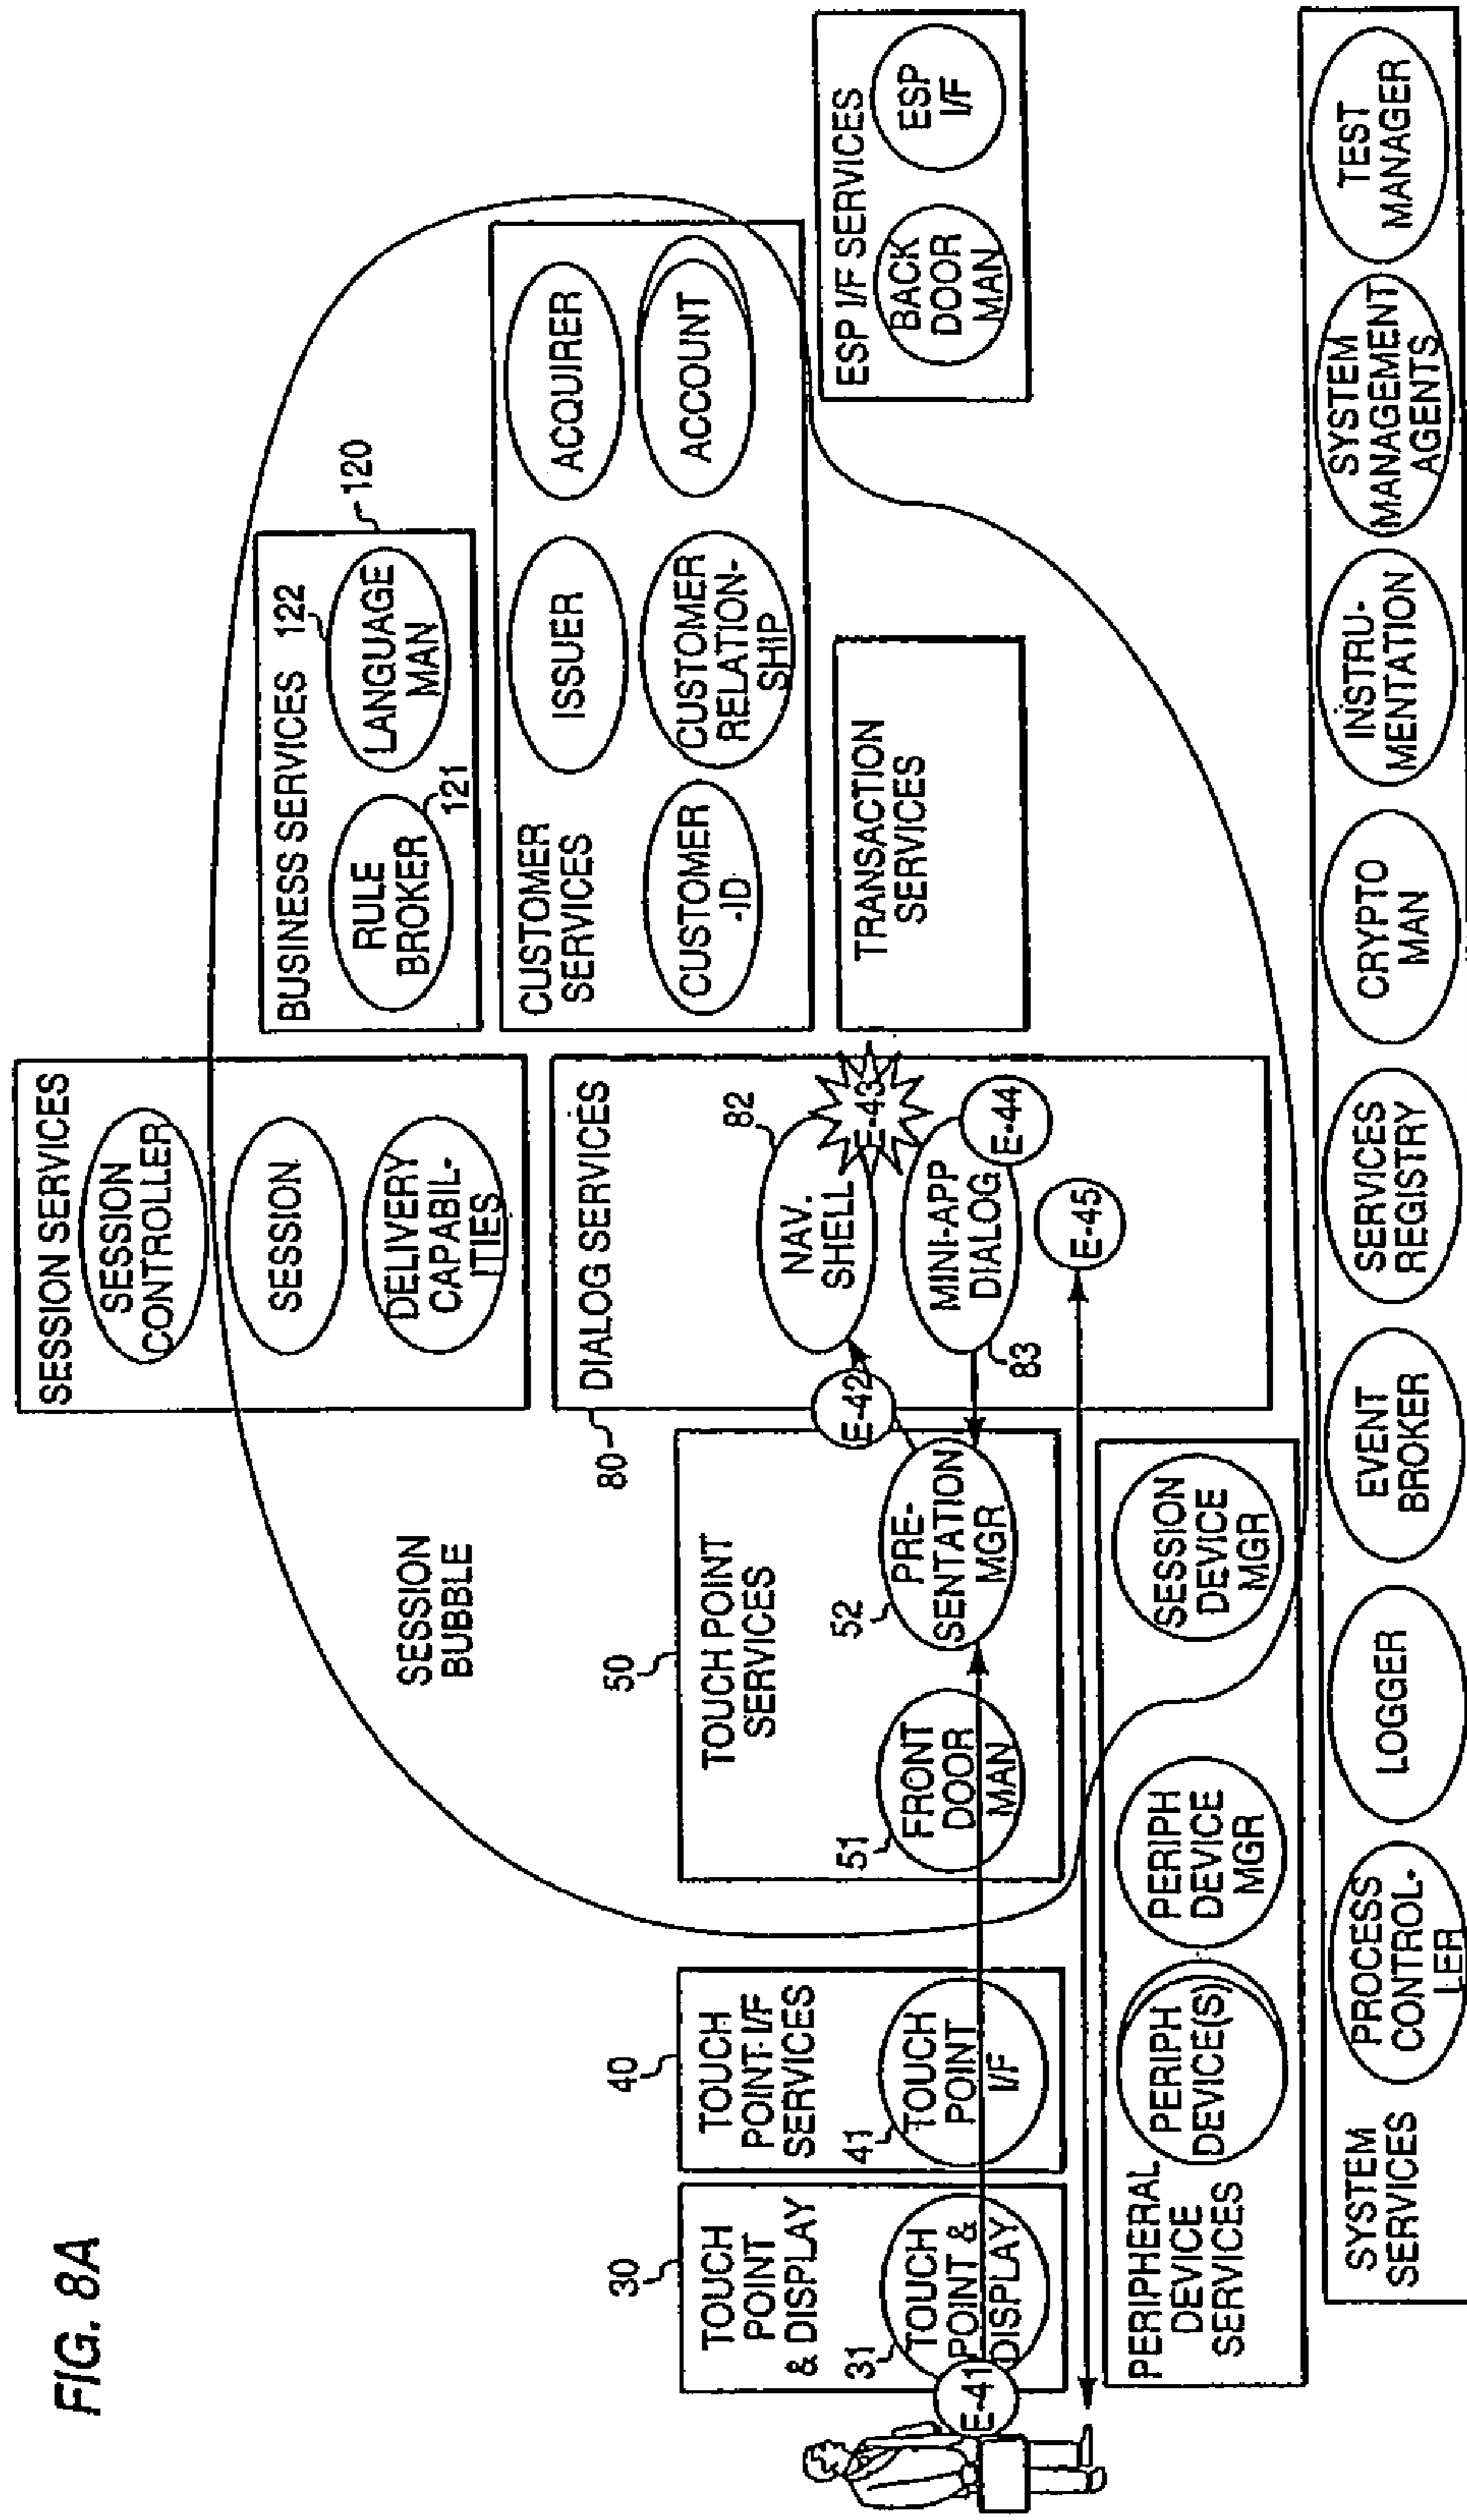 FIG. 8A
SESSION SERVICES
SESSION
CONTROLLER
SESSION
DELIVERY
CAPABIL-
ITIES
BUSINESS SERVICES
122
120
RULE
BROKER
121
LANGUAGE
MAN
CUSTOMER
SERVICES
ISSUER
ACQUIRER
CUSTOMER
-ID
CUSTOMER
RELATION-
SHIP
ACCOUNT
SESSION
BUBBLE
DIALOG SERVICES
80
82
NAV.
SHELL
E-42
E-43
MINI-APP
DIALOG
83
E-44
E-45
TRANSACTION
SERVICES
ESP I/F SERVICES
BACK
DOOR
MAN
ESP
I/F
30
TOUCH
POINT
& DISPLAY
31
TOUCH
POINT &
DISPLAY
E-41
40
TOUCH
POINT I/F
SERVICES
41
TOUCH
POINT
I/F
50
TOUCH POINT
SERVICES
51
FRONT
DOOR
MAN
52
PRE-
SENTATION
MGR
PERIPHERAL
DEVICE
SERVICES
PERIPH
DEVICE(S)
PERIPH
DEVICE
MGR
SESSION
DEVICE
MGR
SYSTEM
SERVICES
PROCESS
CONTROL-
LER
LOGGER
EVENT
BROKER
SERVICES
REGISTRY
CRYPTO
MAN
INSTRU-
MENTATION
SYSTEM
MANAGEMENT
AGENTS
TEST
MANAGER